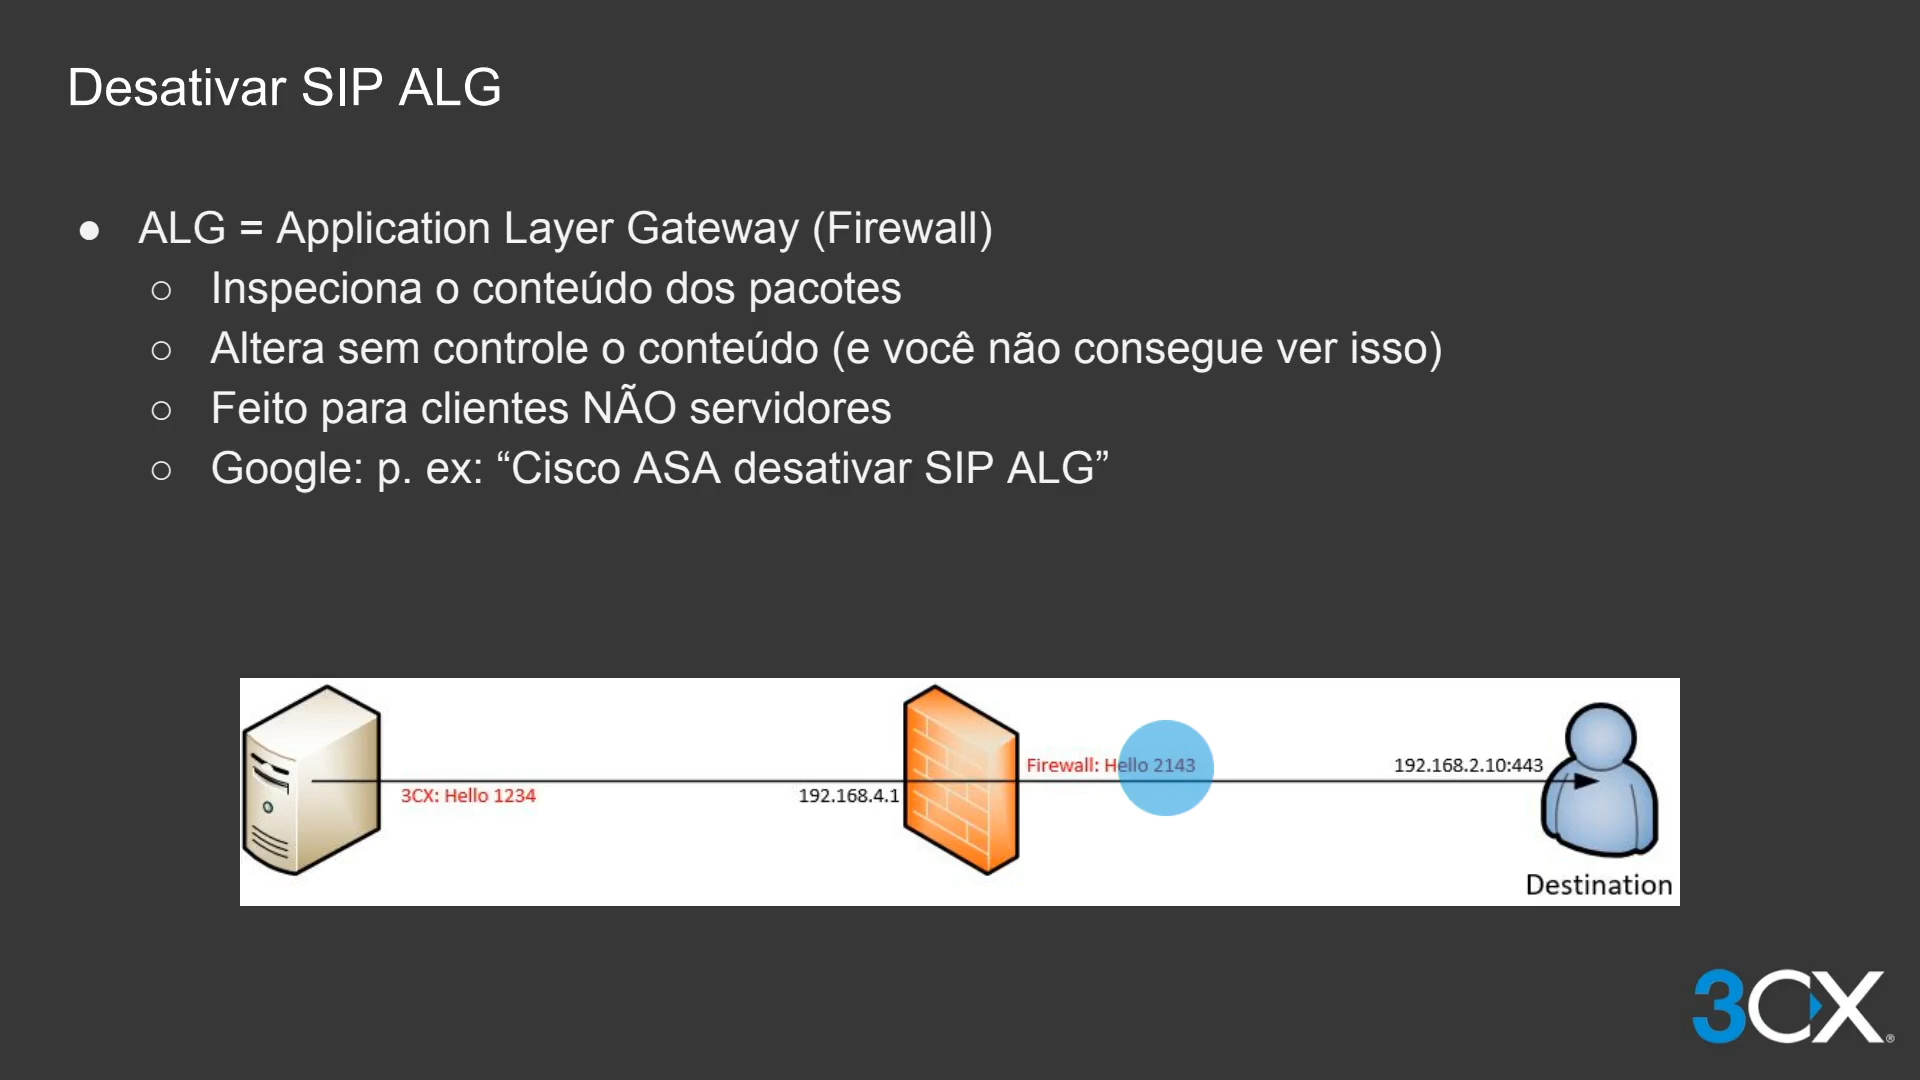 Desativar SIP ALG
● ALG = Application Layer Gateway (Firewall)
○ Inspeciona o conteúdo dos pacotes
○ Altera sem controle o conteúdo (e você não consegue ver isso)
○ Feito para clientes NÃO servidores
○ Google: p. ex: “Cisco ASA desativar SIP ALG”
Firewall: Hello 2143
192.168.2.10:443
3CX: Hello 1234
192.168.4.1
Destination
3CX®